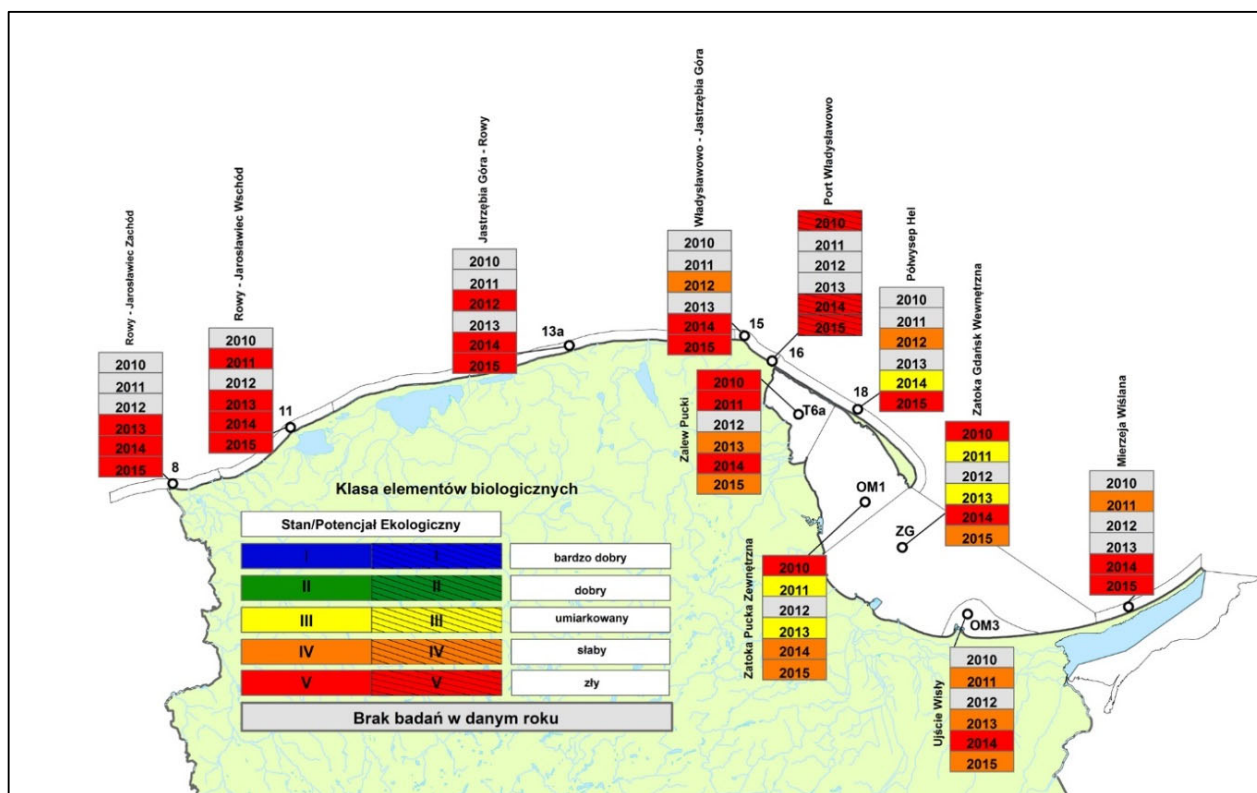 Rowy - Jarosławiec Zachód
2010
2011
2012
2013
2014
2015
8
Rowy - Jarosławiec Wschód
2010
2011
2012
2013
2014
2015
11
Jastrzębia Góra - Rowy
2010
2011
2012
2013
2014
2015
13a
Władysławowo - Jastrzębia Góra
2010
2011
2012
2013
2014
2015
15
Port Władysławowo
2010
2011
2012
2013
2014
2015
16
Półwysep Hel
2010
2011
2012
2013
2014
2015
18
Zalew Pucki
2010
2011
2012
2013
2014
2015
T6a
Zatoka Gdańsk Wewnętrzna
2010
2011
2012
2013
2014
2015
ZG
Zatoka Pucka Zewnętrzna
2010
2011
2012
2013
2014
2015
OM1
Mierzeja Wiślana
2010
2011
2012
2013
2014
2015
Ujście Wisły
2010
2011
2012
2013
2014
2015
OM3
Klasa elementów biologicznych
Stan/Potencjał Ekologiczny
I I bardzo dobry
II II dobry
III III umiarkowany
IV IV słaby
V V zły
Brak badań w danym roku